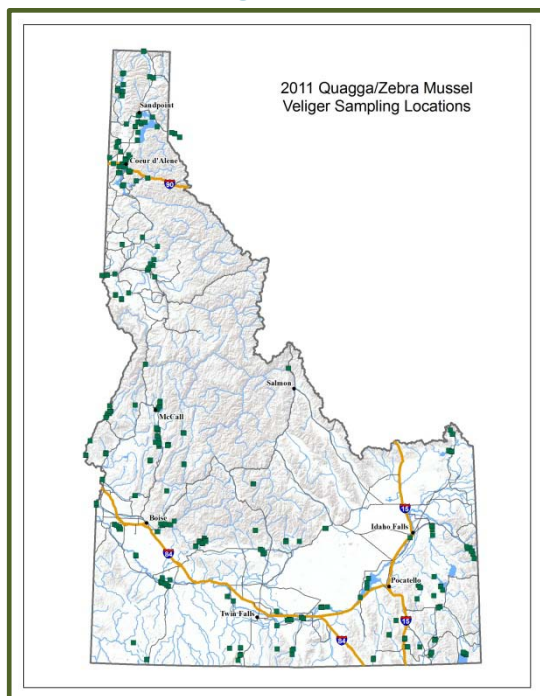 2011 Quagga/Zebra Mussel
Veliger Sampling Locations
Sandpoint
Coeur d'Alene
90
Salmon
McCall
15
Boise
Idaho Falls
84
Pocatello
Twin Falls
15
84